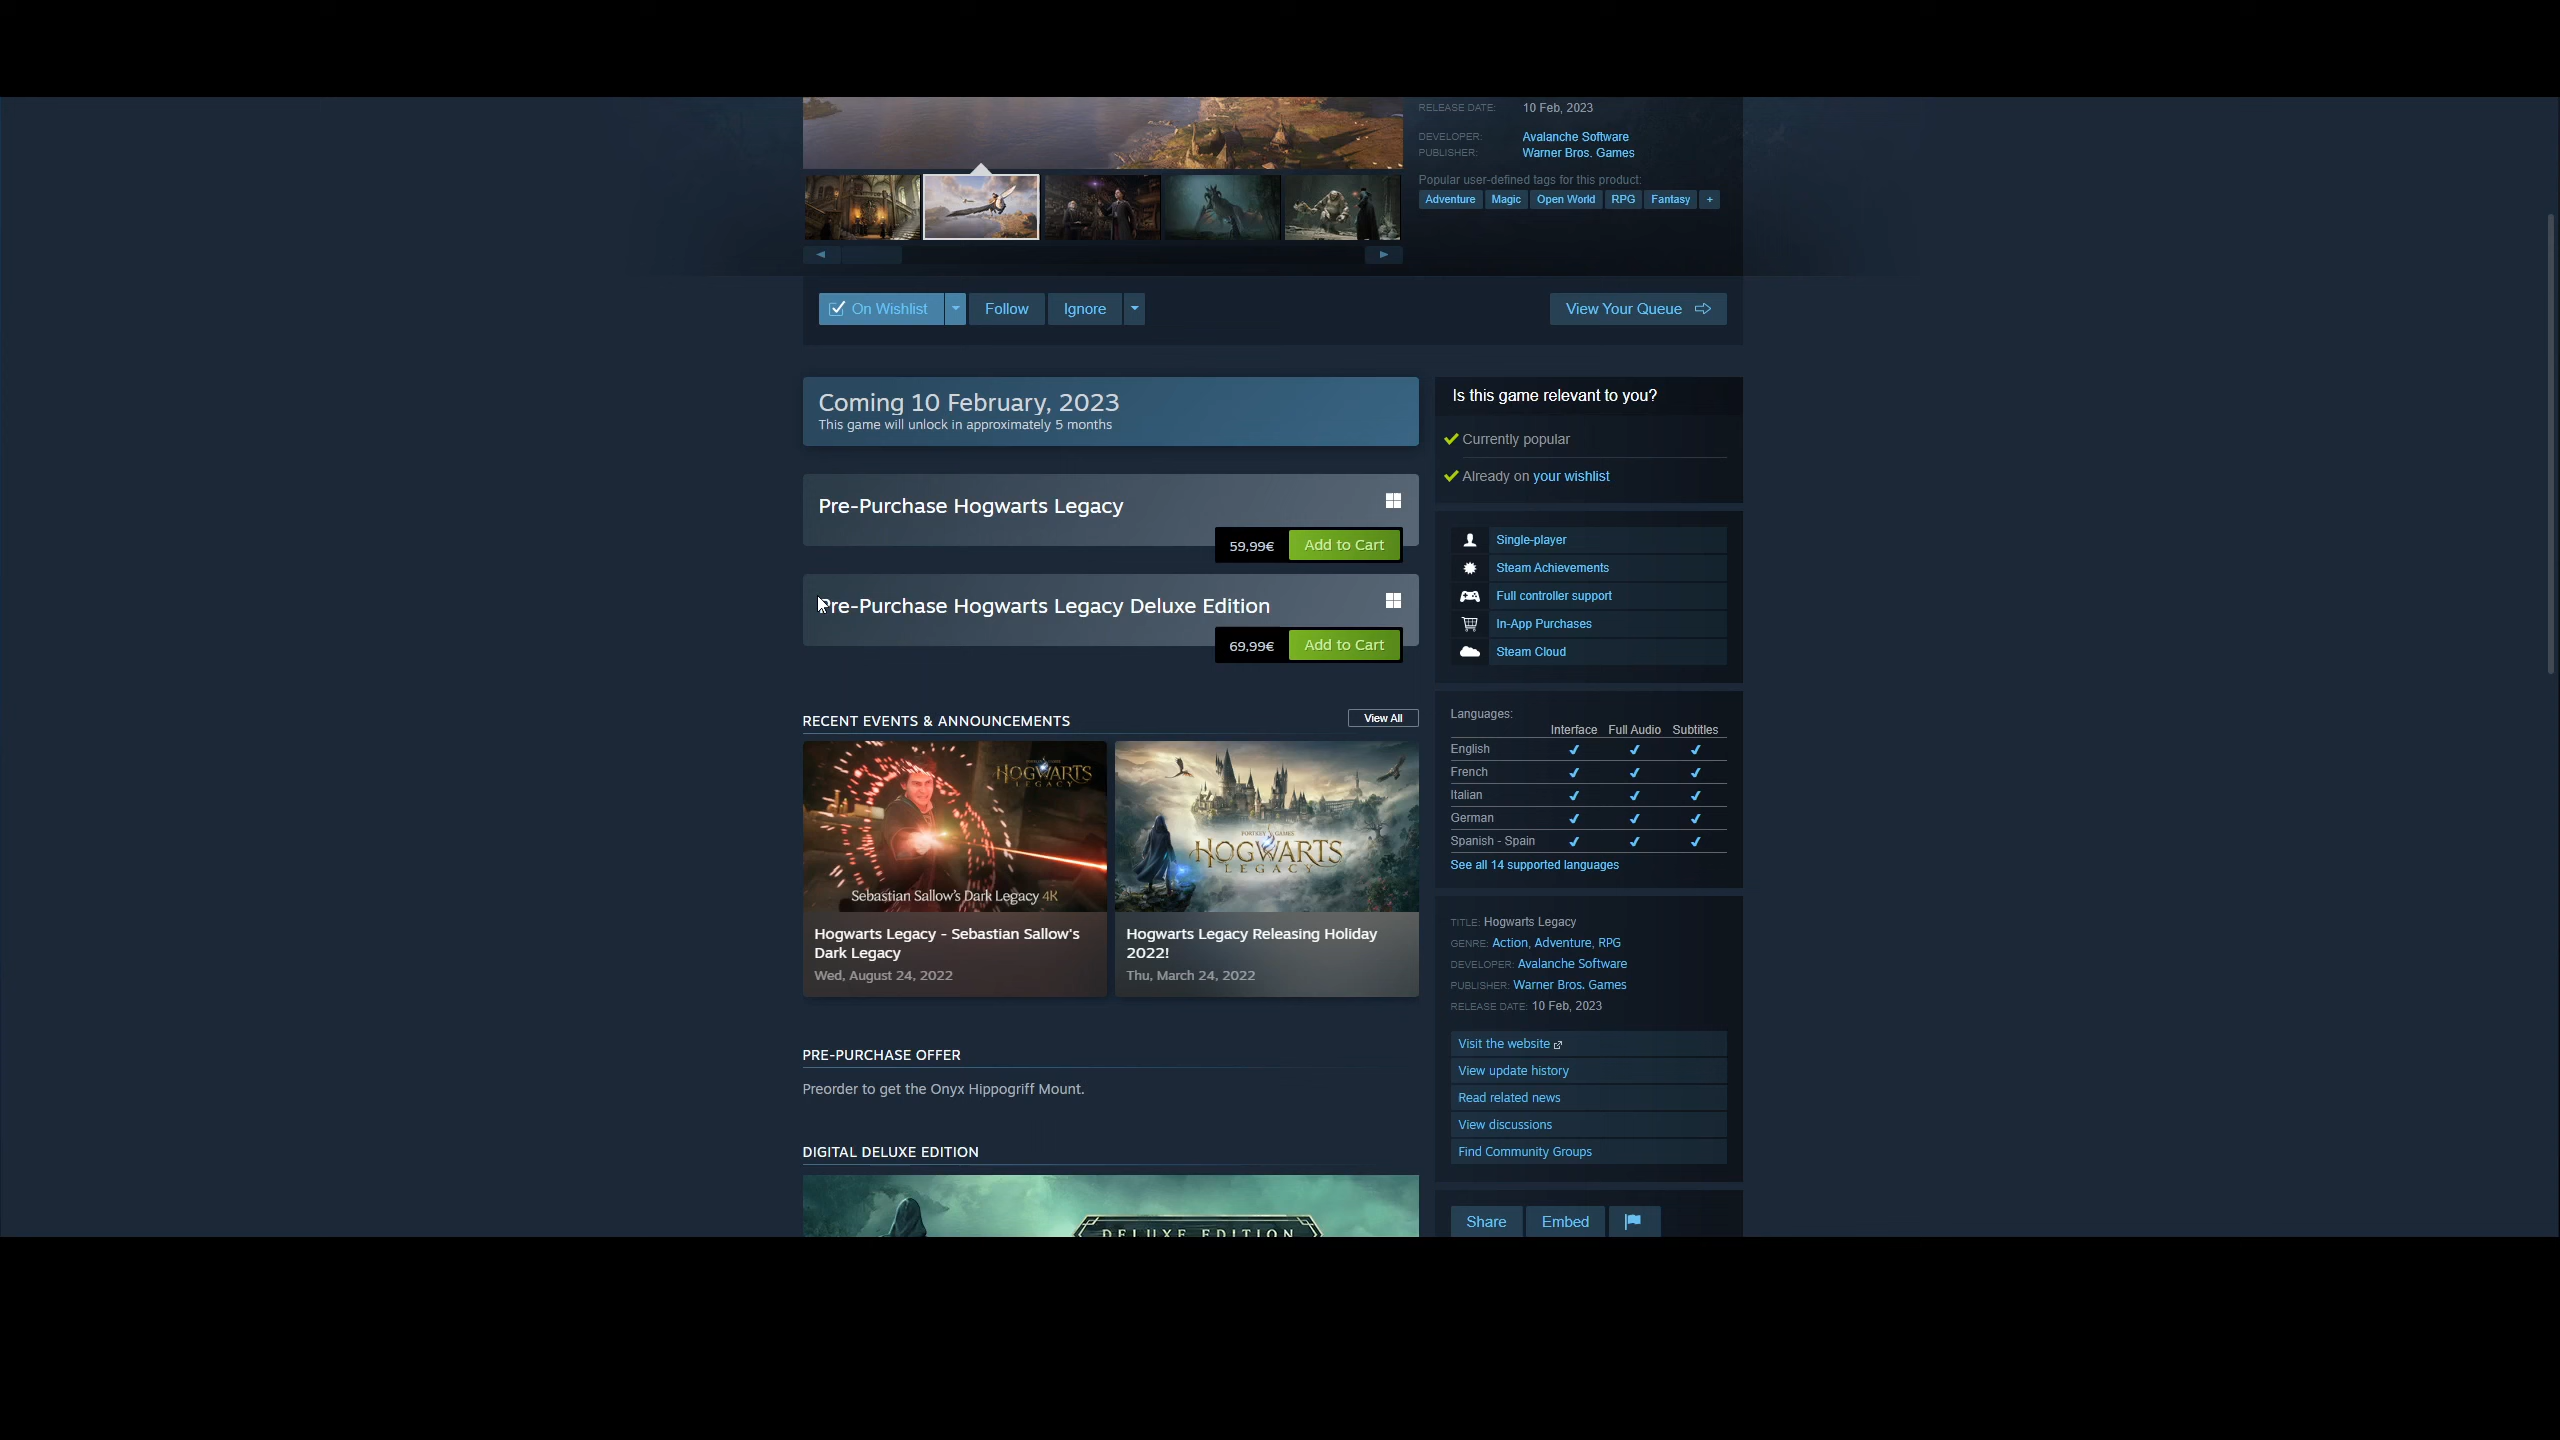 RELEASE DATE: 10 Feb, 2023
DEVELOPER: Avalanche Software
PUBLISHER: Warner Bros. Games
Popular user-defined tags for this product:
Adventure Magic Open World RPG Fantasy +
On Wishlist Follow Ignore View Your Queue
Coming 10 February, 2023
This game will unlock in approximately 5 months
Pre-Purchase Hogwarts Legacy
59,99€ Add to Cart
Pre-Purchase Hogwarts Legacy Deluxe Edition
69,99€ Add to Cart
RECENT EVENTS & ANNOUNCEMENTS View All
HOGWARTS
LEGACY
Sebastian Sallow's Dark Legacy 4K
Hogwarts Legacy - Sebastian Sallow's
Dark Legacy
Wed, August 24, 2022
PORTKEY GAMES
HOGWARTS
LEGACY
Hogwarts Legacy Releasing Holiday
2022!
Thu, March 24, 2022
PRE-PURCHASE OFFER
Preorder to get the Onyx Hippogriff Mount.
DIGITAL DELUXE EDITION
DELUXE EDITION
Is this game relevant to you?
Currently popular
Already on your wishlist
Single-player
Steam Achievements
Full controller support
In-App Purchases
Steam Cloud
Languages:
Interface Full Audio Subtitles
English ✔ ✔ ✔
French ✔ ✔ ✔
Italian ✔ ✔ ✔
German ✔ ✔ ✔
Spanish - Spain ✔ ✔ ✔
See all 14 supported languages
TITLE: Hogwarts Legacy
GENRE: Action, Adventure, RPG
DEVELOPER: Avalanche Software
PUBLISHER: Warner Bros. Games
RELEASE DATE: 10 Feb, 2023
Visit the website
View update history
Read related news
View discussions
Find Community Groups
Share Embed